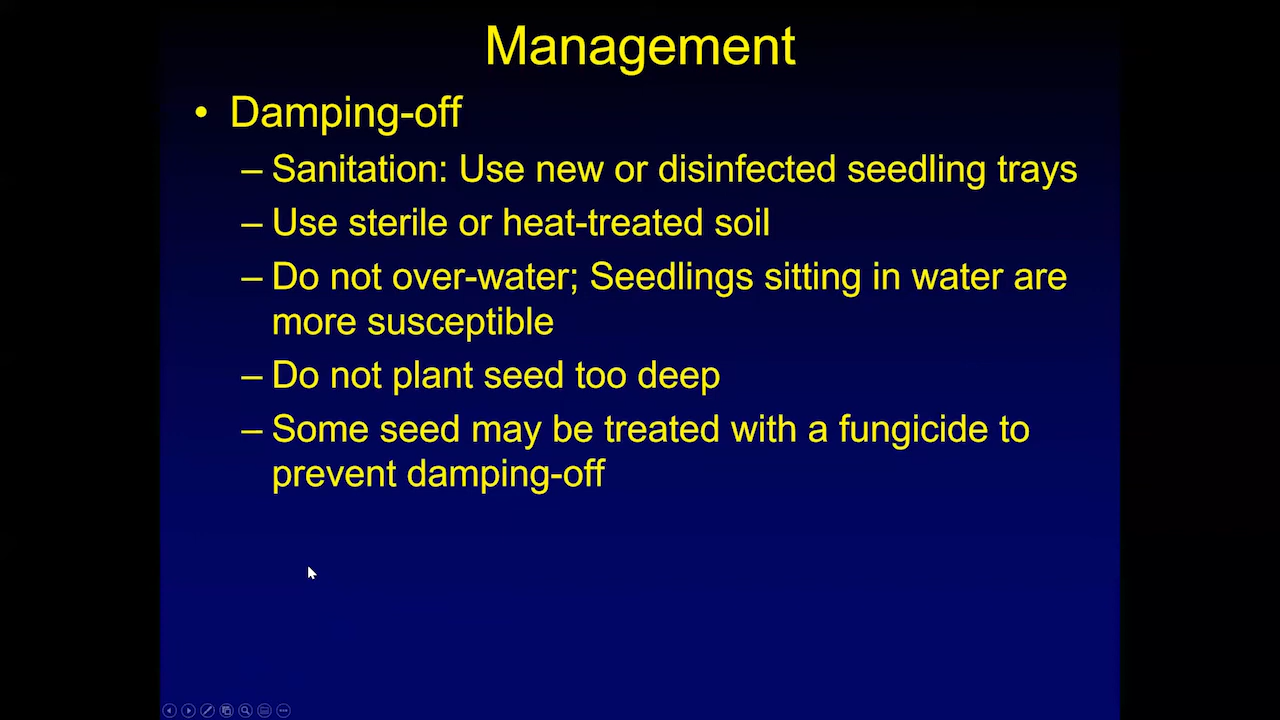 Management
• Damping-off
– Sanitation: Use new or disinfected seedling trays
– Use sterile or heat-treated soil
– Do not over-water; Seedlings sitting in water are
more susceptible
– Do not plant seed too deep
– Some seed may be treated with a fungicide to
prevent damping-off